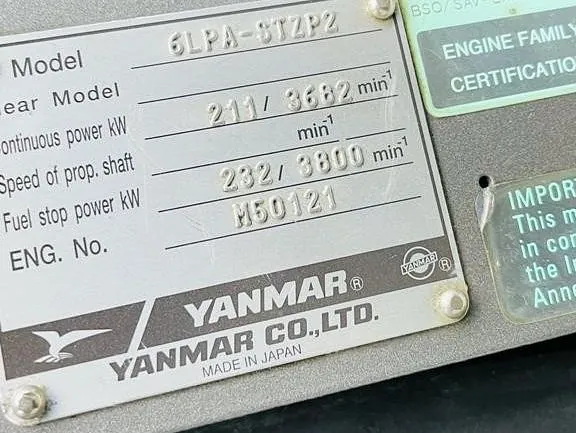 Model 6LPA-STZP2
ear Model
ontinuous power kW 211/ 3682 min-1
Speed of prop. shaft min-1
Fuel stop power kW 232/ 3800 min-1
ENG. No. M50121
YANMAR®
YANMAR ®
YANMAR CO.,LTD.
MADE IN JAPAN
ENGINE FAMILY
CERTIFICATIO
IMPOR
This m
in con
the In
Anne